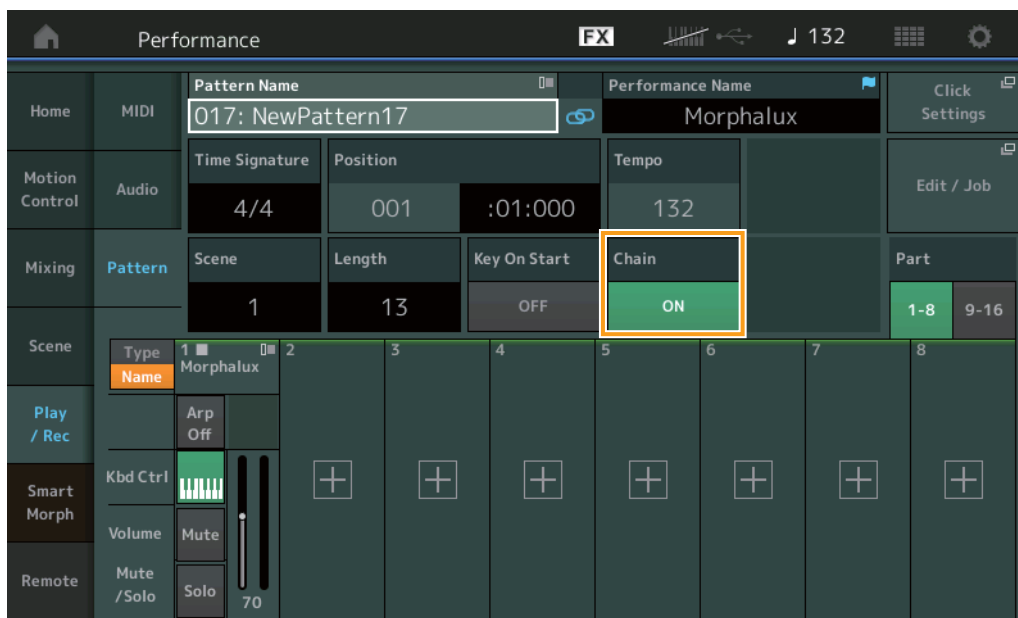 Performance
FX
132
Home
Motion
Control
Mixing
Scene
Play
/ Rec
Smart
Morph
Remote
MIDI
Audio
Pattern
Pattern Name
017: NewPattern17
Performance Name
Morphalux
Click
Settings
Time Signature
4/4
Position
001
:01:000
Tempo
132
Edit / Job
Scene
1
Length
13
Key On Start
OFF
Chain
ON
Part
1-8
9-16
Type
Name
1
Morphalux
2
3
4
5
6
7
8
Arp
Off
Kbd Ctrl
Volume
Mute
Mute
/Solo
Solo
70